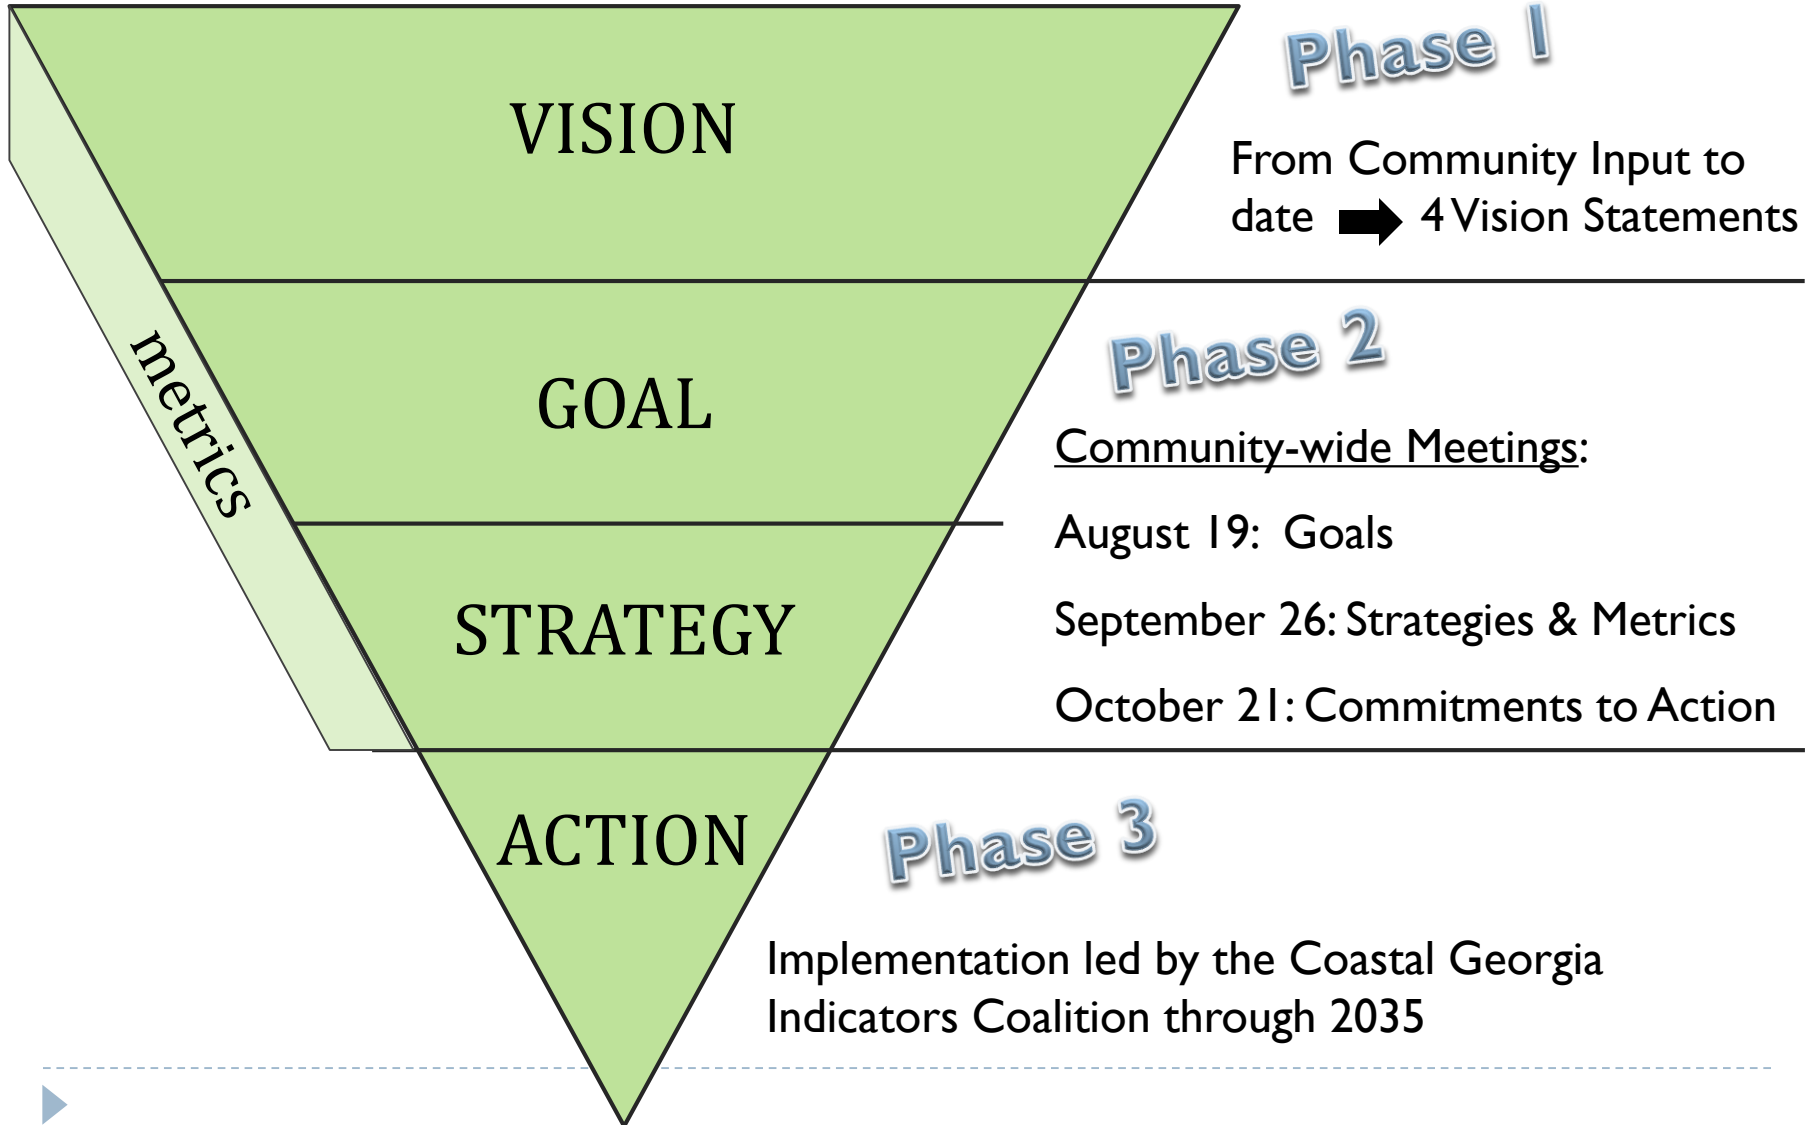 VISION
Phase 1
From Community Input to
date 4 Vision Statements
metrics
GOAL
Phase 2
Community-wide Meetings:
August 19: Goals
STRATEGY
September 26: Strategies & Metrics
October 21: Commitments to Action
ACTION
Phase 3
Implementation led by the Coastal Georgia
Indicators Coalition through 2035